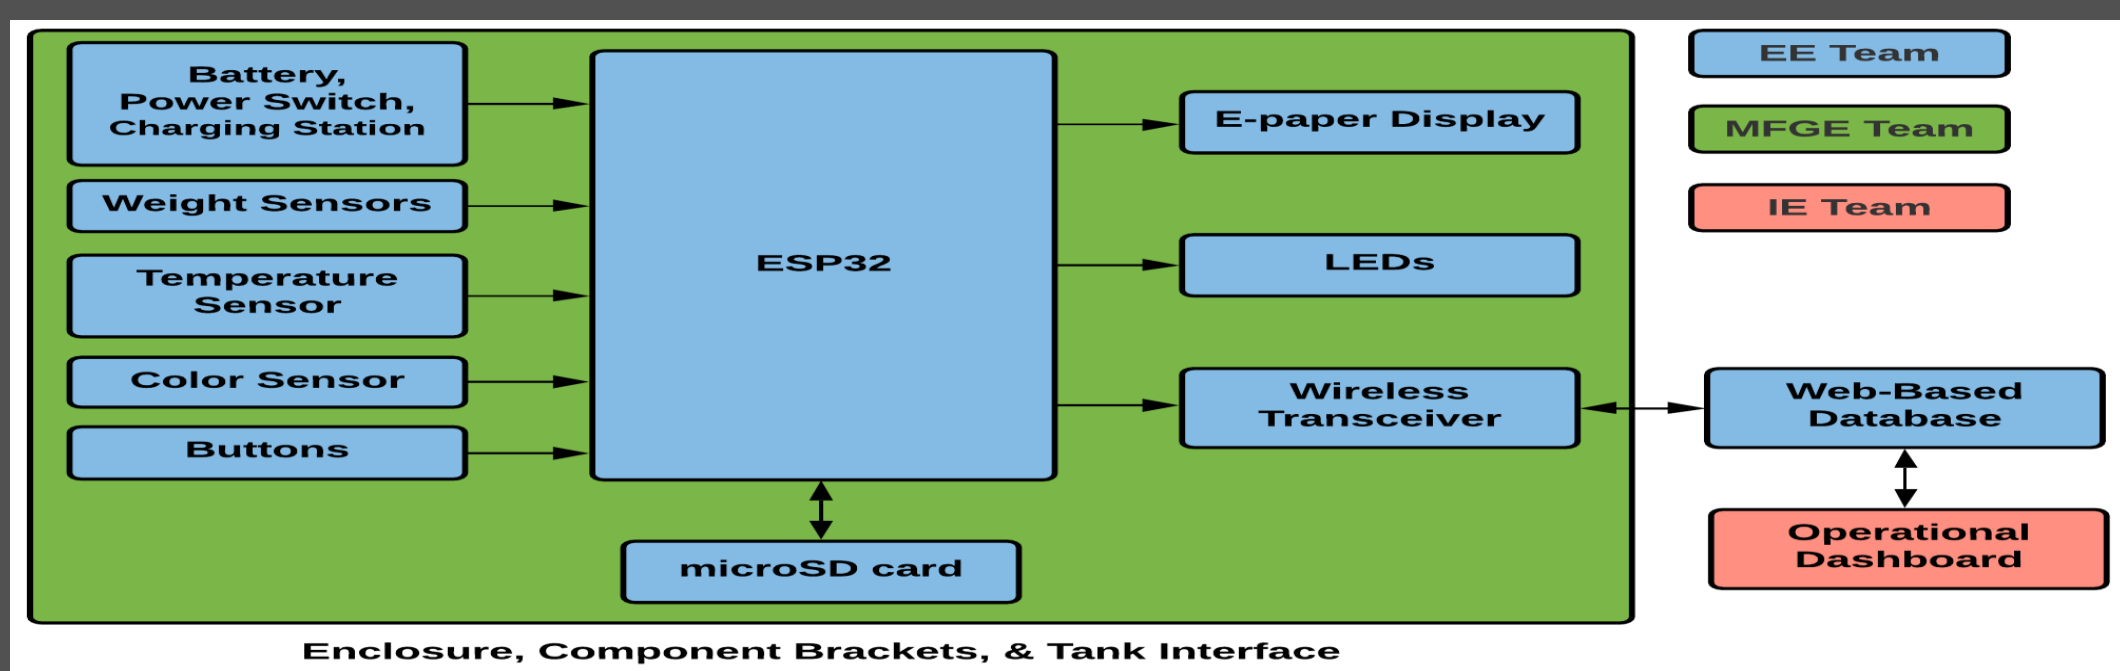 Battery,
Power Switch,
Charging Station
Weight Sensors
Temperature
Sensor
Color Sensor
Buttons
ESP32
microSD card
E-paper Display
LEDs
Wireless
Transceiver
EE Team
MFGE Team
IE Team
Web-Based
Database
Operational
Dashboard
Enclosure, Component Brackets, & Tank Interface